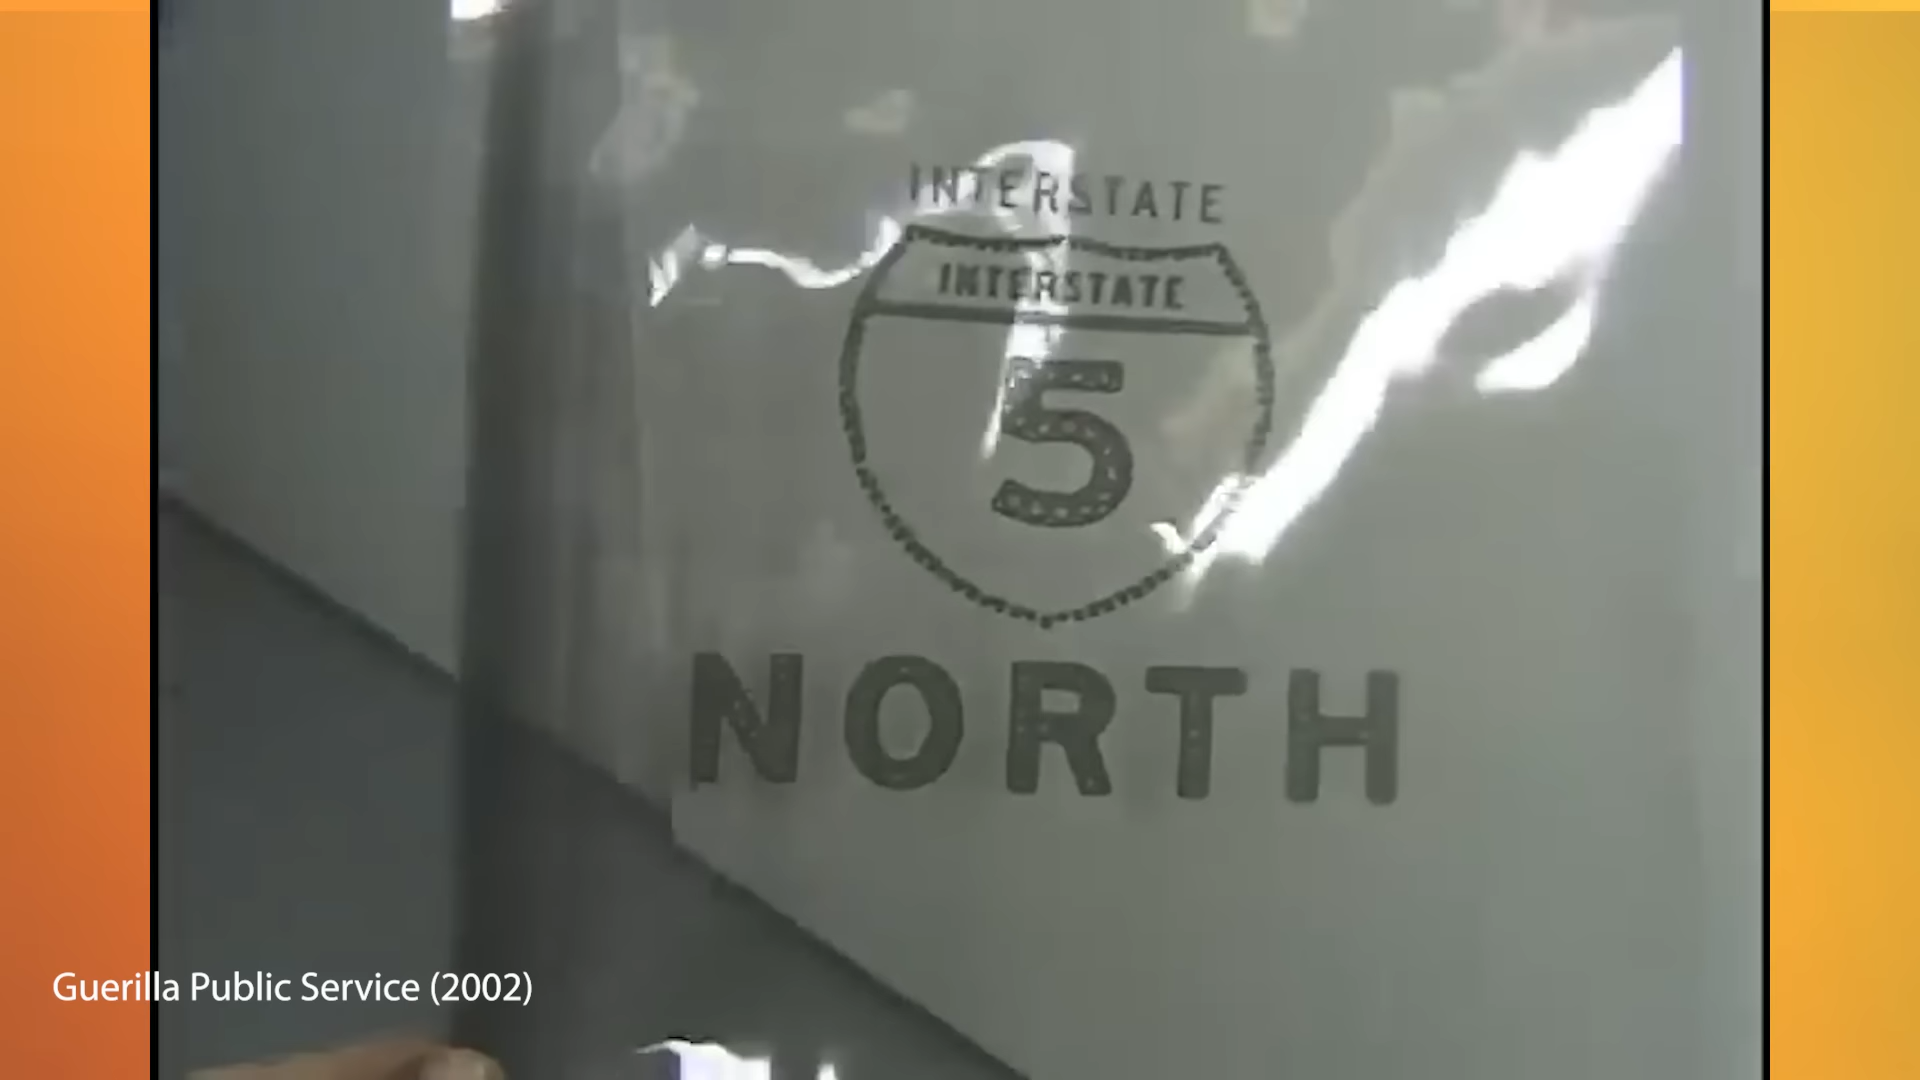 INTERSTATE
INTERSTATE
5
NORTH
Guerilla Public Service (2002)